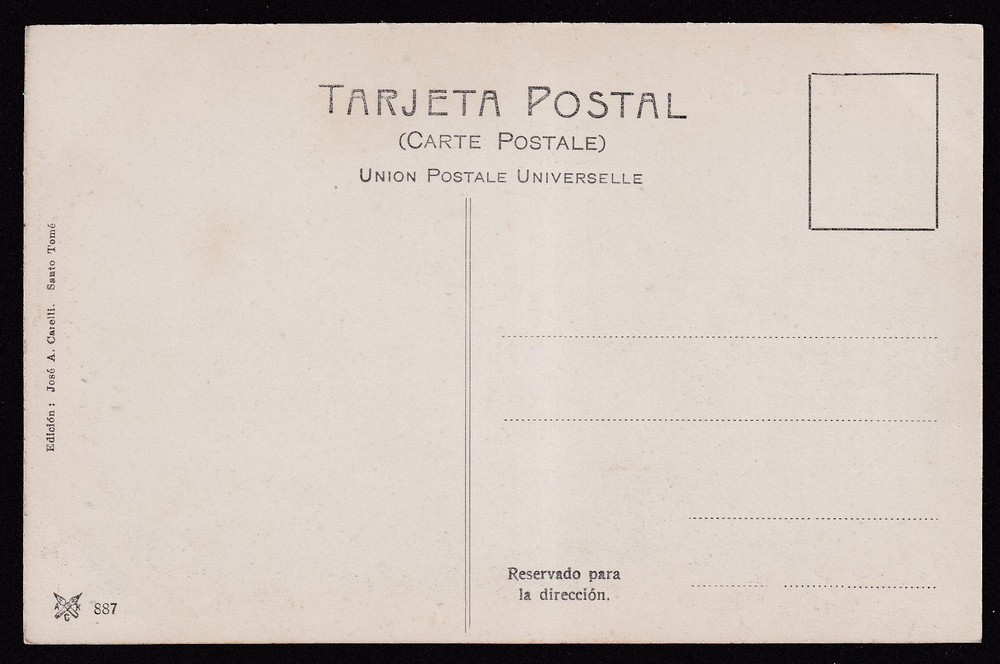 TARJETA POSTAL
(CARTE POSTALE)
UNION POSTALE UNIVERSELLE
Edición: José A. Carelli. Santo Tomé
Reservado para
la dirección.
887